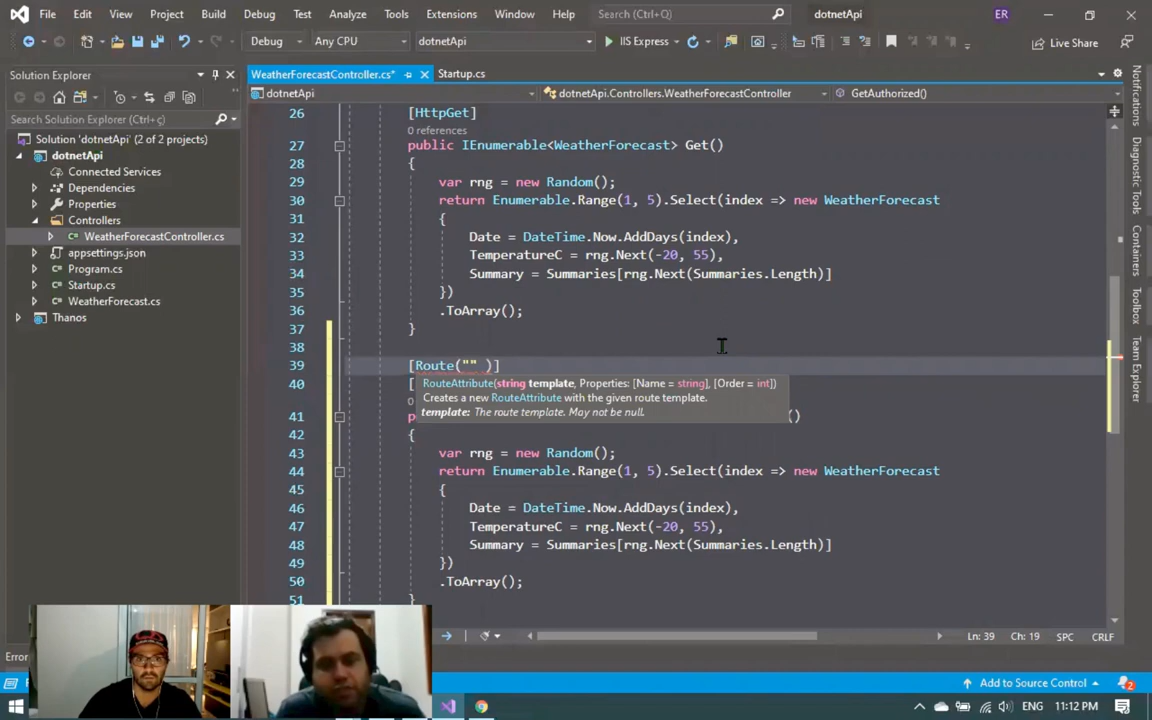 File Edit View Project Build Debug Test Analyze Tools Extensions Window Help Search (Ctrl+Q) dotnetApi ER
Debug Any CPU dotnetApi IIS Express Live Share
Solution Explorer
Search Solution Explorer (Ctrl+ç)
Solution 'dotnetApi' (2 of 2 projects)
dotnetApi
Connected Services
Dependencies
Properties
Controllers
WeatherForecastController.cs
appsettings.json
Program.cs
Startup.cs
WeatherForecast.cs
Thanos
WeatherForecastController.cs* Startup.cs
dotnetApi dotnetApi.Controllers.WeatherForecastController GetAuthorized()
26 [HttpGet]
0 references
27 public IEnumerable<WeatherForecast> Get()
28 {
29 var rng = new Random();
30 return Enumerable.Range(1, 5).Select(index => new WeatherForecast
31 {
32 Date = DateTime.Now.AddDays(index),
33 TemperatureC = rng.Next(-20, 55),
34 Summary = Summaries[rng.Next(Summaries.Length)]
35 })
36 .ToArray();
37 }
38
39 [Route("" )]
RouteAttribute(string template, Properties: [Name = string], [Order = int])
Creates a new RouteAttribute with the given route template.
template: The route template. May not be null.
40 [
0
41 p ()
42 {
43 var rng = new Random();
44 return Enumerable.Range(1, 5).Select(index => new WeatherForecast
45 {
46 Date = DateTime.Now.AddDays(index),
47 TemperatureC = rng.Next(-20, 55),
48 Summary = Summaries[rng.Next(Summaries.Length)]
49 })
50 .ToArray();
51 }
Notifications
Diagnostic Tools
Containers
Toolbox
Team Explorer
Ln: 39 Ch: 19 SPC CRLF
Error
Add to Source Control 2
ENG 11:12 PM